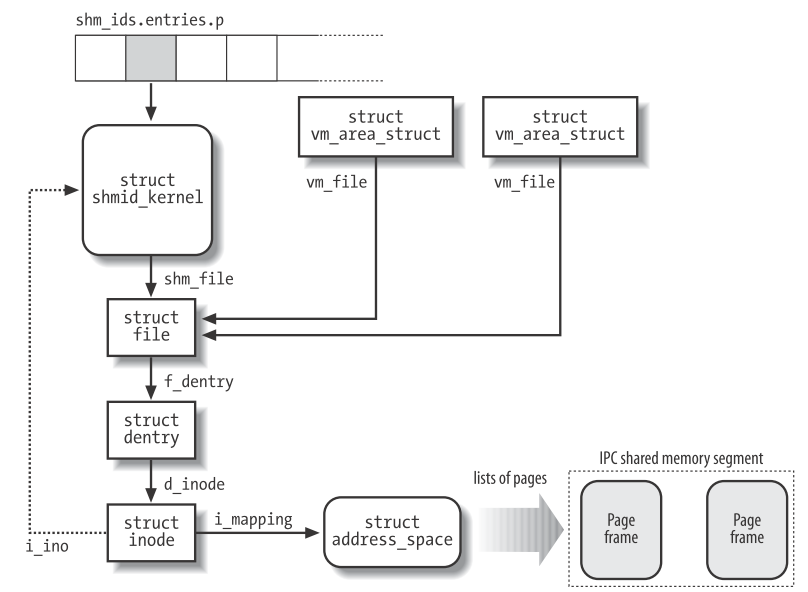 shm_ids.entries.p
struct
vm_area_struct
struct
vm_area_struct
struct
shmid_kernel
vm_file
vm_file
shm_file
struct
file
f_dentry
struct
dentry
d_inode
IPC shared memory segment
lists of pages
struct
inode
i_mapping
struct
address_space
Page
frame
Page
frame
i_ino